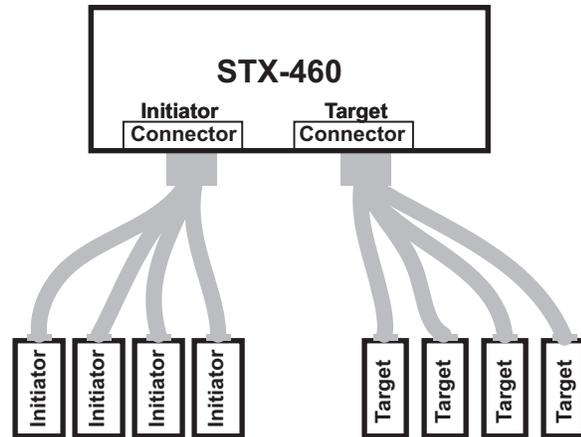 STX-460
Initiator Target
Connector Connector
Initiator Initiator Initiator Initiator Target Target Target Target